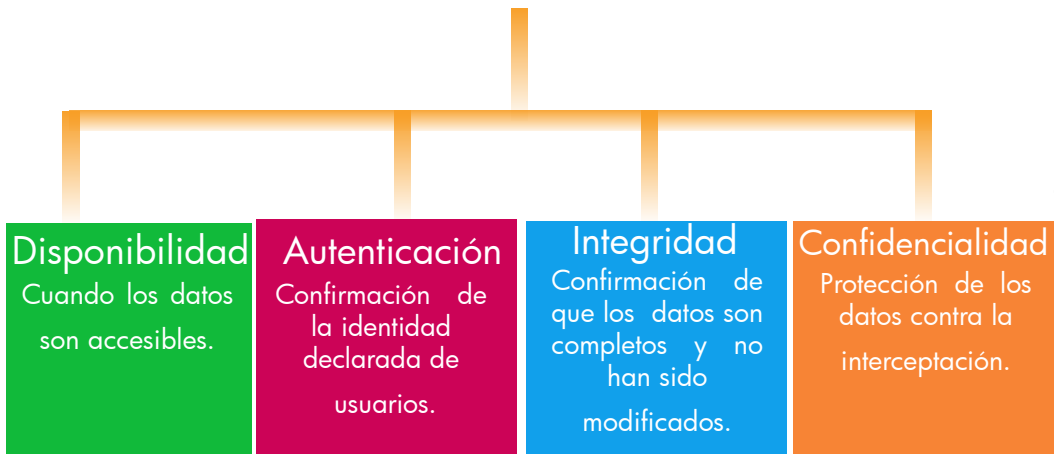 Disponibilidad
Cuando los datos
son accesibles.
Autenticación
Confirmación de
la identidad
declarada de
usuarios.
Integridad
Confirmación de
que los datos son
completos y no
han sido
modificados.
Confidencialidad
Protección de los
datos contra la
interceptación.